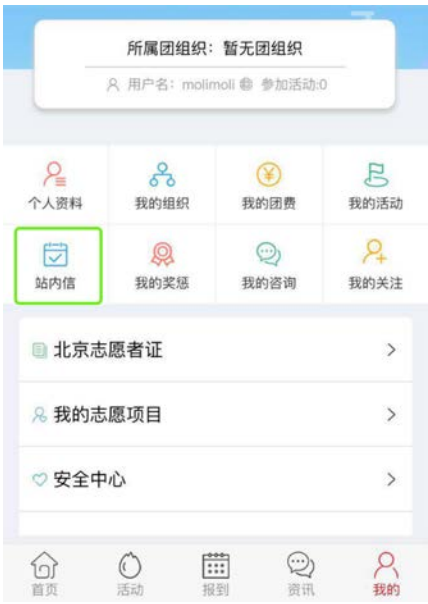 所属团组织：暂无团组织
用户名：molimoli 参加活动:0
个人资料 我的组织 我的团费 我的活动
站内信 我的奖惩 我的咨询 我的关注
北京志愿者证
我的志愿项目
安全中心
首页 活动 报到 资讯 我的